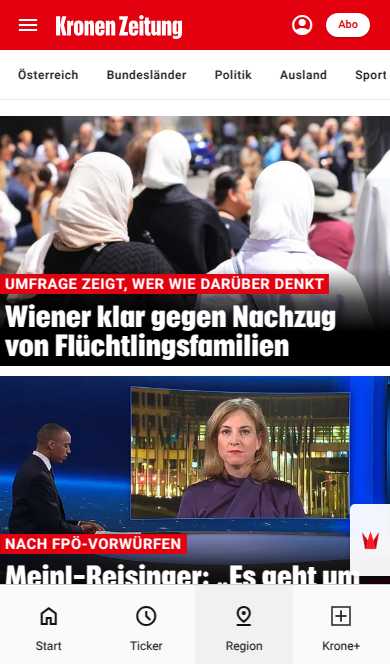 Kronen Zeitung
Abo
Österreich Bundesländer Politik Ausland Sport
UMFRAGE ZEIGT, WER WIE DARÜBER DENKT
Wiener klar gegen Nachzug
von Flüchtlingsfamilien
NACH FPÖ-VORWÜRFEN
Meinl-Reisinger: „Es geht um
Start Ticker Region Krone+